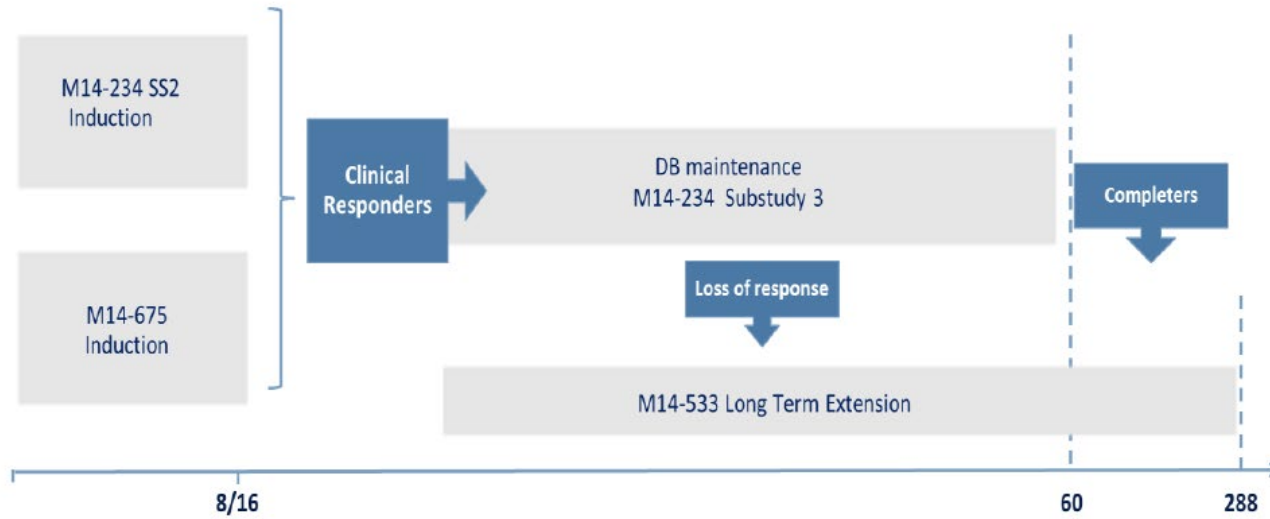 M14-234 SS2
Induction
M14-675
Induction
Clinical
Responders
DB maintenance
M14-234 Substudy 3
Loss of response
Completers
M14-533 Long Term Extension
8/16
60
288